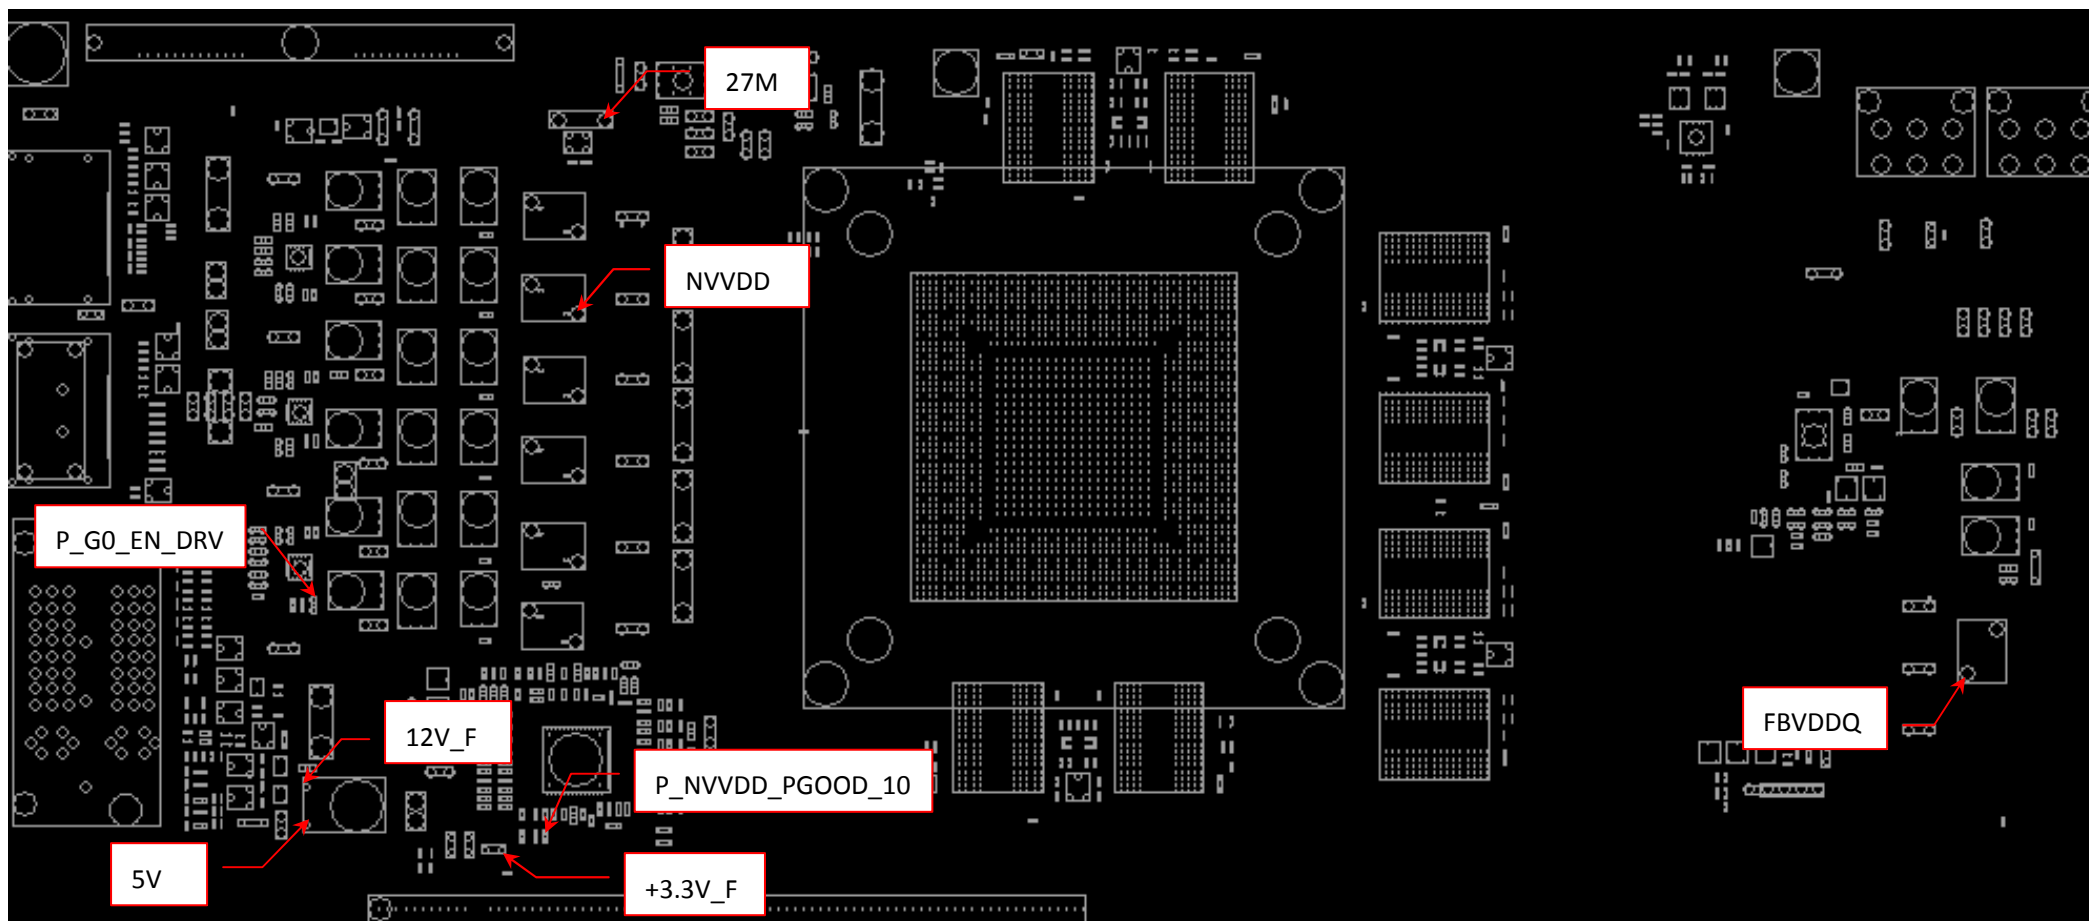 27M
NVVDD
P_G0_EN_DRV
12V_F
FBVDDQ
P_NVVDD_PGOOD_10
5V
+3.3V_F